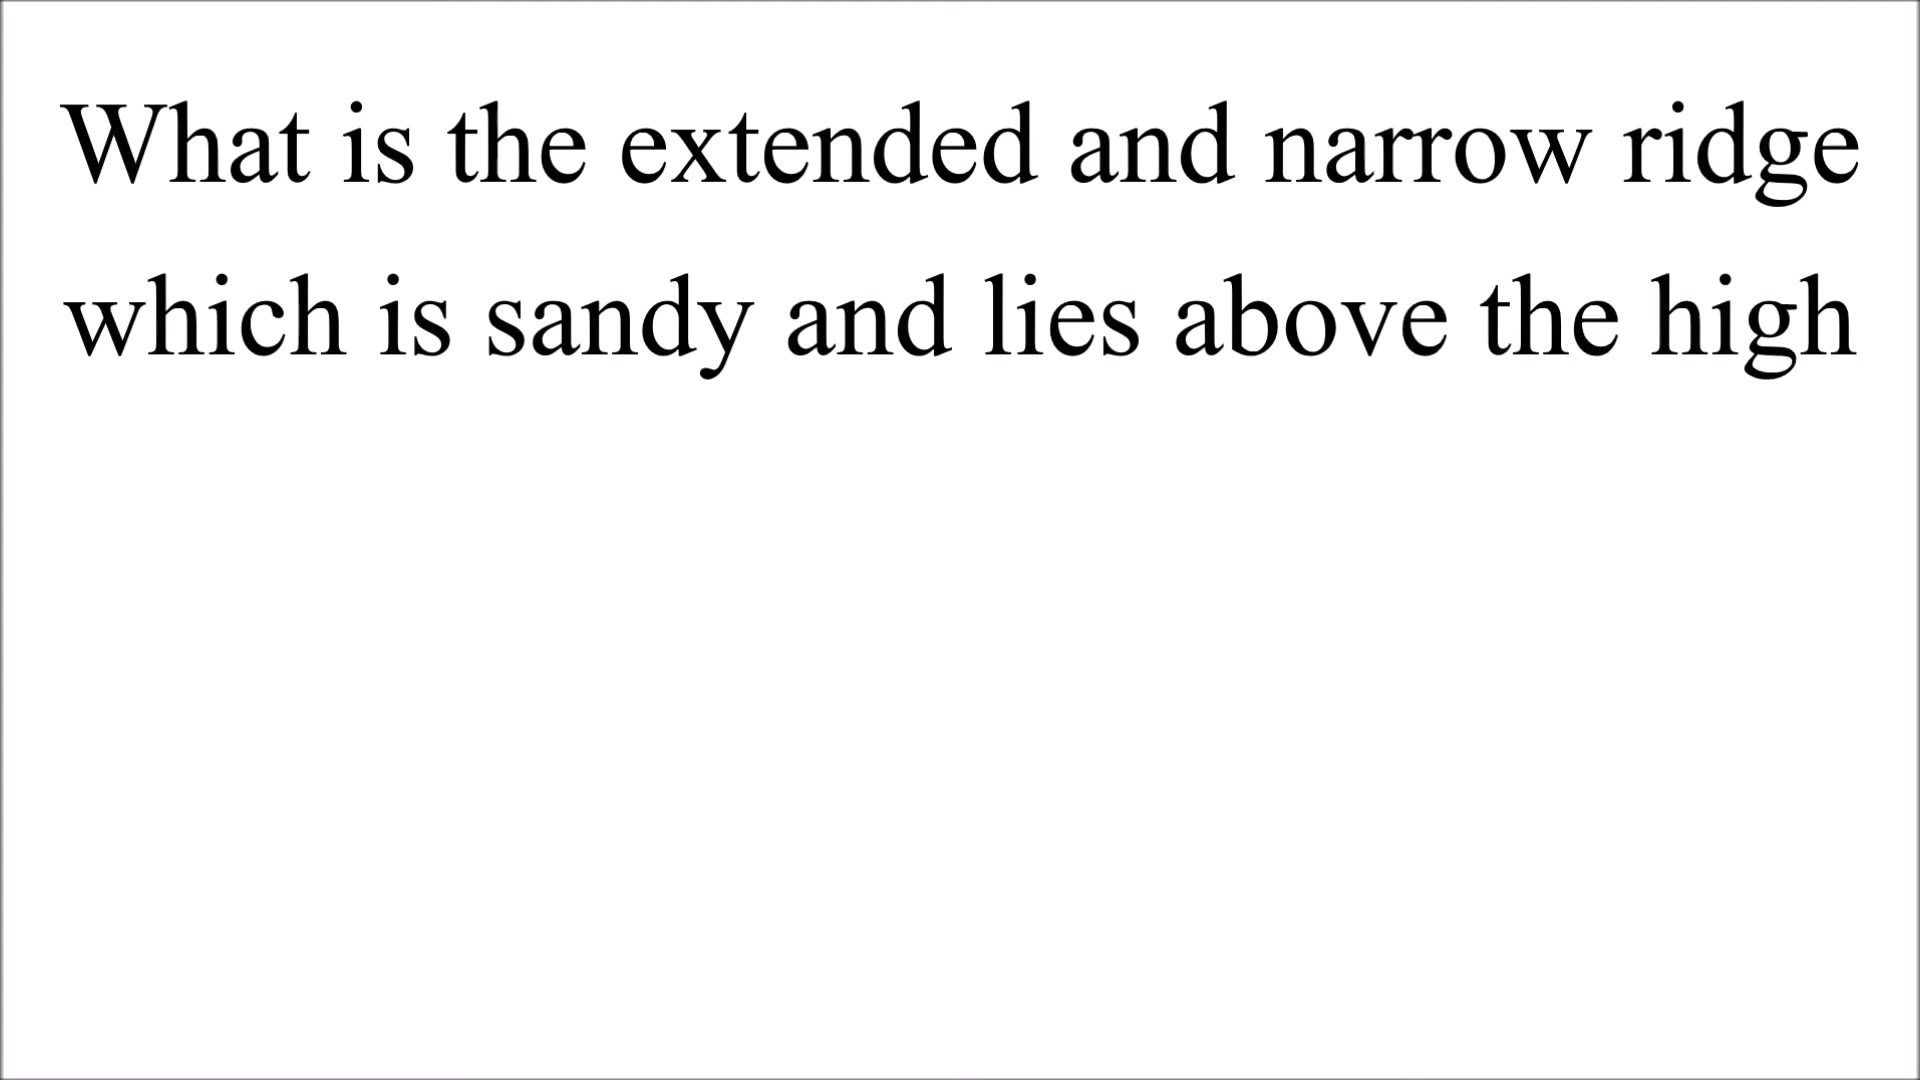 What is the extended and narrow ridge
which is sandy and lies above the high